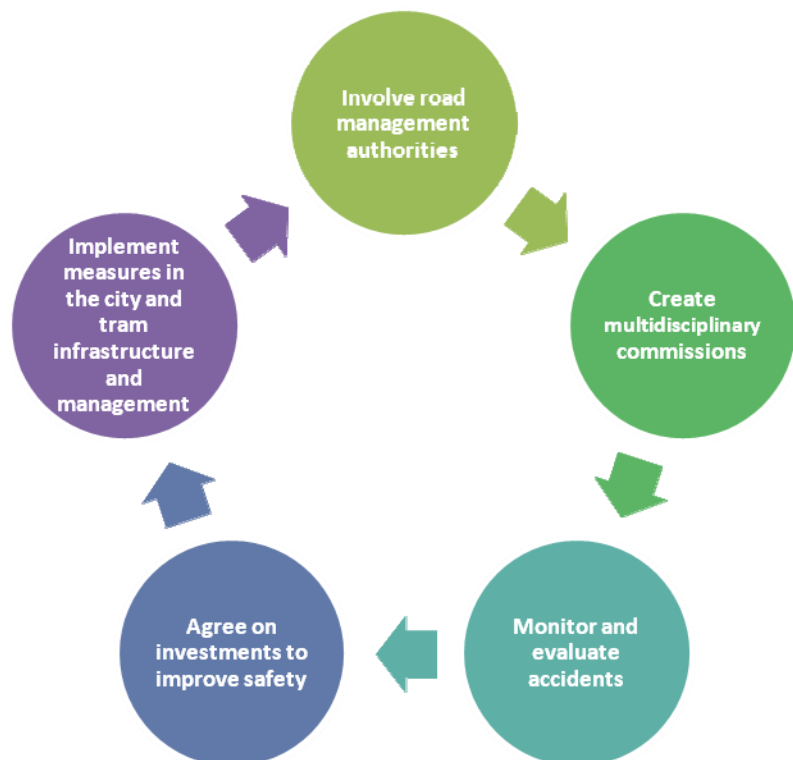 Involve road
management
authorities
Create
multidisciplinary
commissions
Monitor and
evaluate
accidents
Agree on
investments to
improve safety
Implement
measures in
the city and
tram
infrastructure
and
management